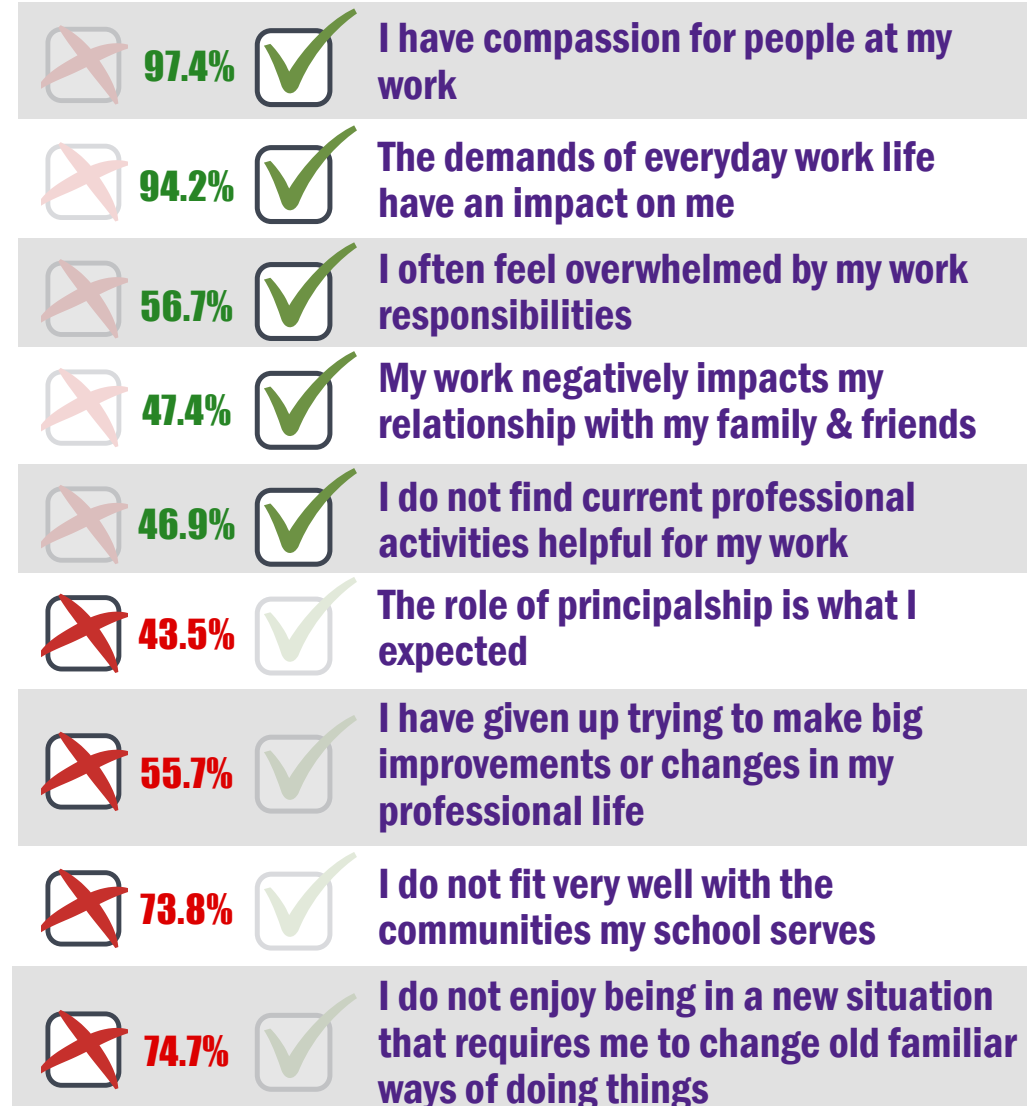 97.4%
I have compassion for people at my
work
94.2%
The demands of everyday work life
have an impact on me
56.7%
I often feel overwhelmed by my work
responsibilities
47.4%
My work negatively impacts my
relationship with my family & friends
46.9%
I do not find current professional
activities helpful for my work
43.5%
The role of principalship is what I
expected
55.7%
I have given up trying to make big
improvements or changes in my
professional life
73.8%
I do not fit very well with the
communities my school serves
74.7%
I do not enjoy being in a new situation
that requires me to change old familiar
ways of doing things